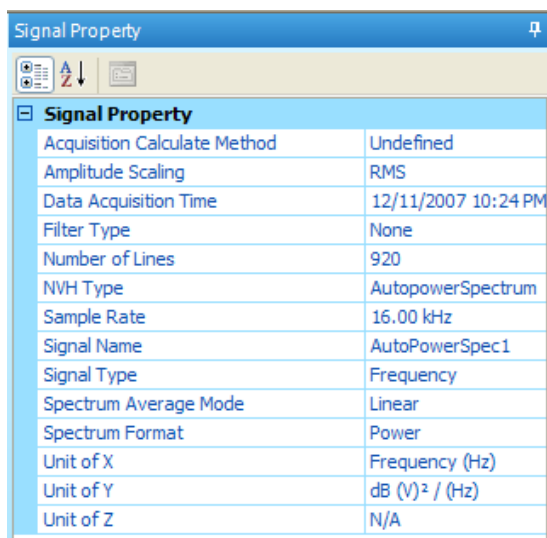 Signal Property
Signal Property
Acquisition Calculate Method Undefined
Amplitude Scaling RMS
Data Acquisition Time 12/11/2007 10:24 PM
Filter Type None
Number of Lines 920
NVH Type AutopowerSpectrum
Sample Rate 16.00 kHz
Signal Name AutoPowerSpec1
Signal Type Frequency
Spectrum Average Mode Linear
Spectrum Format Power
Unit of X Frequency (Hz)
Unit of Y dB (V)² / (Hz)
Unit of Z N/A